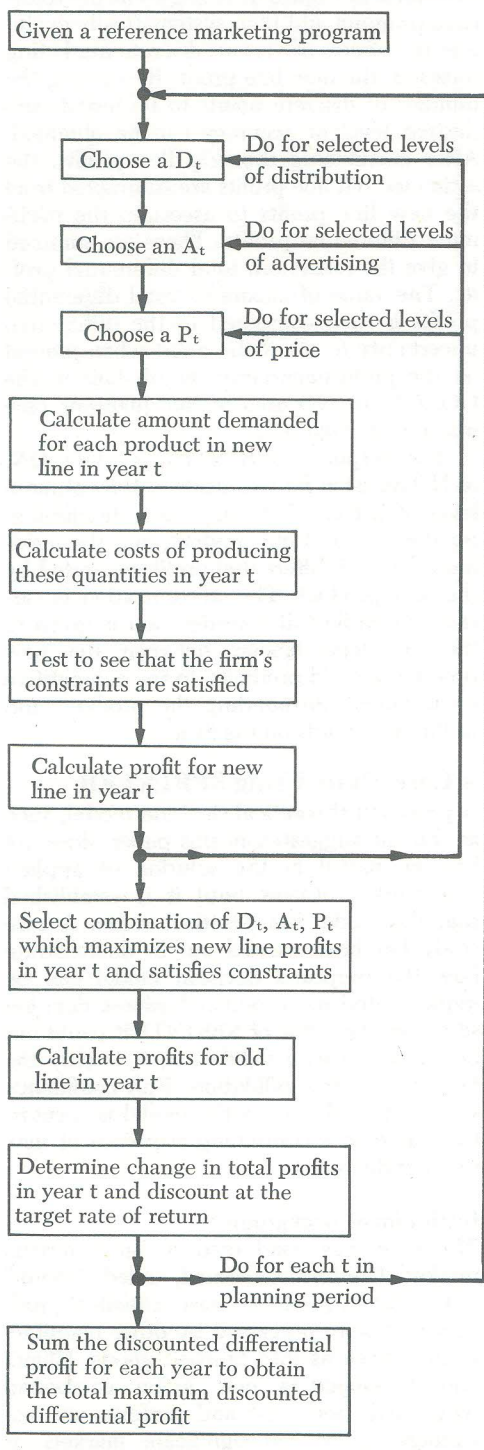 Given a reference marketing program
Choose a Dt
Do for selected levels
of distribution
Choose an At
Do for selected levels
of advertising
Choose a Pt
Do for selected levels
of price
Calculate amount demanded
for each product in new
line in year t
Calculate costs of producing
these quantities in year t
Test to see that the firm's
constraints are satisfied
Calculate profit for new
line in year t
Select combination of Dt, At, Pt
which maximizes new line profits
in year t and satisfies constraints
Calculate profits for old
line in year t
Determine change in total profits
in year t and discount at the
target rate of return
Do for each t in
planning period
Sum the discounted differential
profit for each year to obtain
the total maximum discounted
differential profit